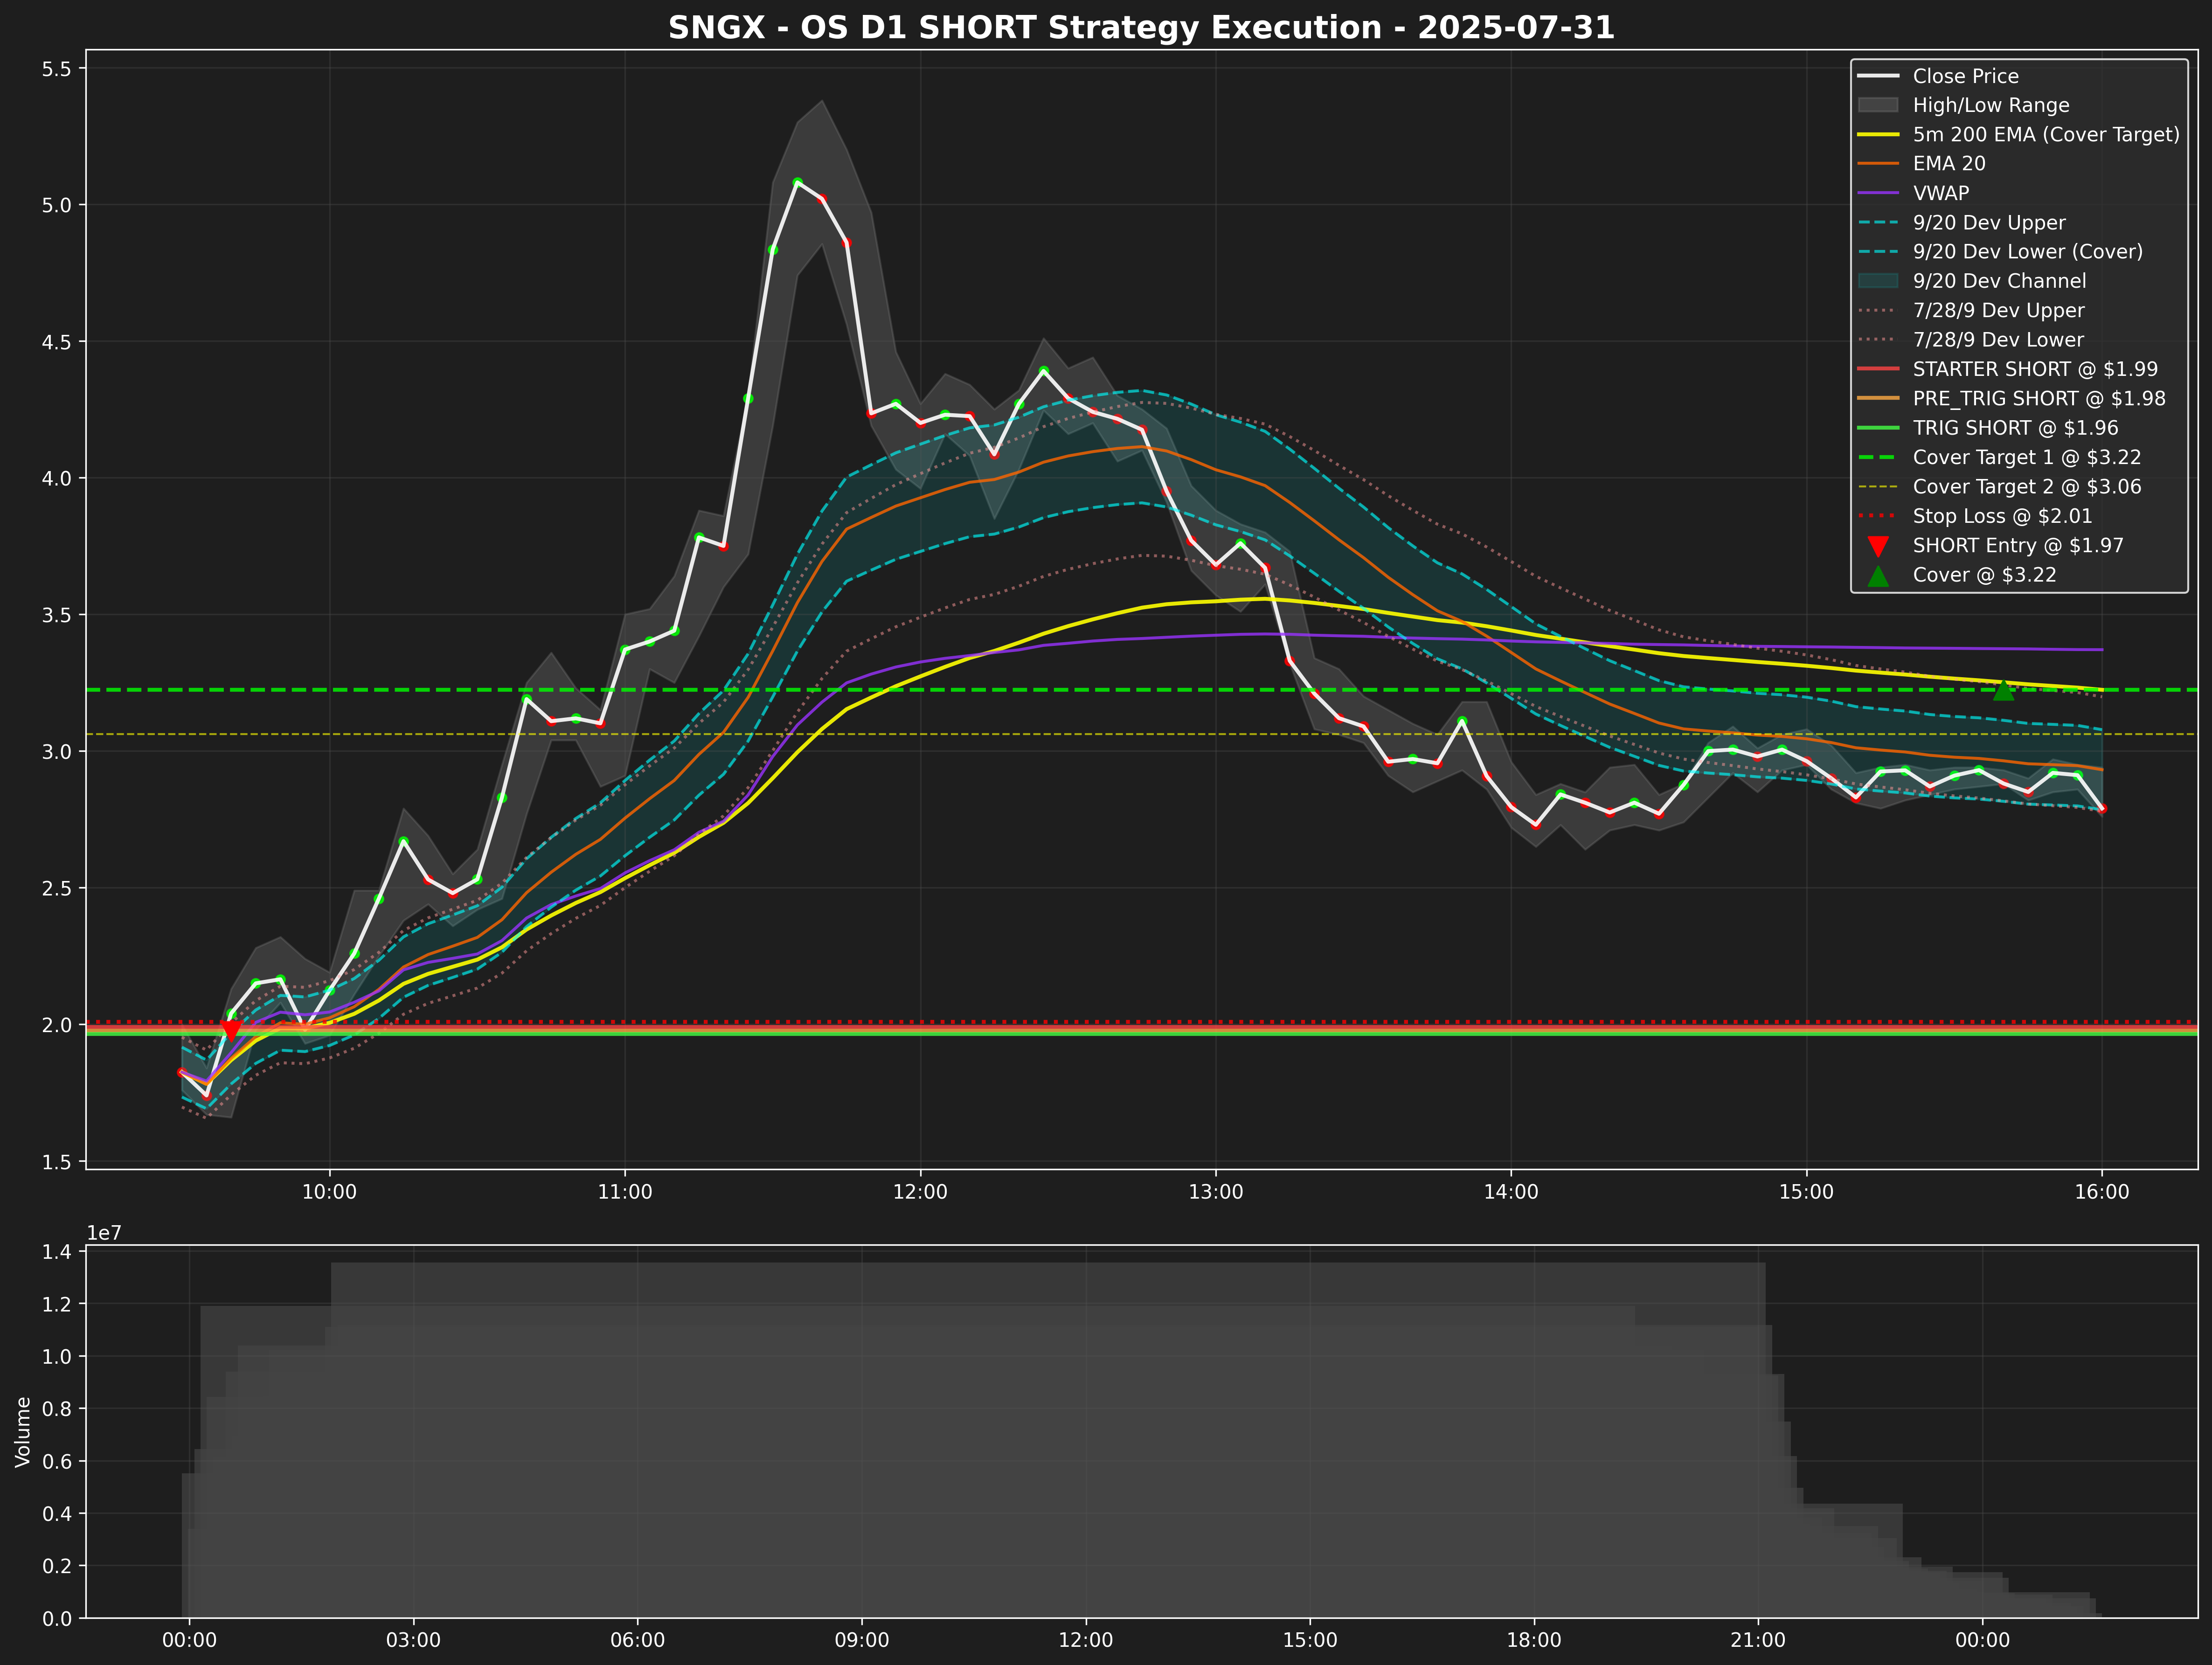 SNGX - OS D1 SHORT Strategy Execution - 2025-07-31
5.5
5.0
4.5
4.0
3.5
3.0
2.5
2.0
1.5
Close Price
High/Low Range
5m 200 EMA (Cover Target)
EMA 20
VWAP
9/20 Dev Upper
9/20 Dev Lower (Cover)
9/20 Dev Channel
7/28/9 Dev Upper
7/28/9 Dev Lower
STARTER SHORT @ $1.99
PRE_TRIG SHORT @ $1.98
TRIG SHORT @ $1.96
Cover Target 1 @ $3.22
Cover Target 2 @ $3.06
Stop Loss @ $2.01
SHORT Entry @ $1.97
Cover @ $3.22
10:00 11:00 12:00 13:00 14:00 15:00 16:00
1e7
1.4
1.2
1.0
0.8
0.6
0.4
0.2
0.0
Volume
00:00 03:00 06:00 09:00 12:00 15:00 18:00 21:00 00:00